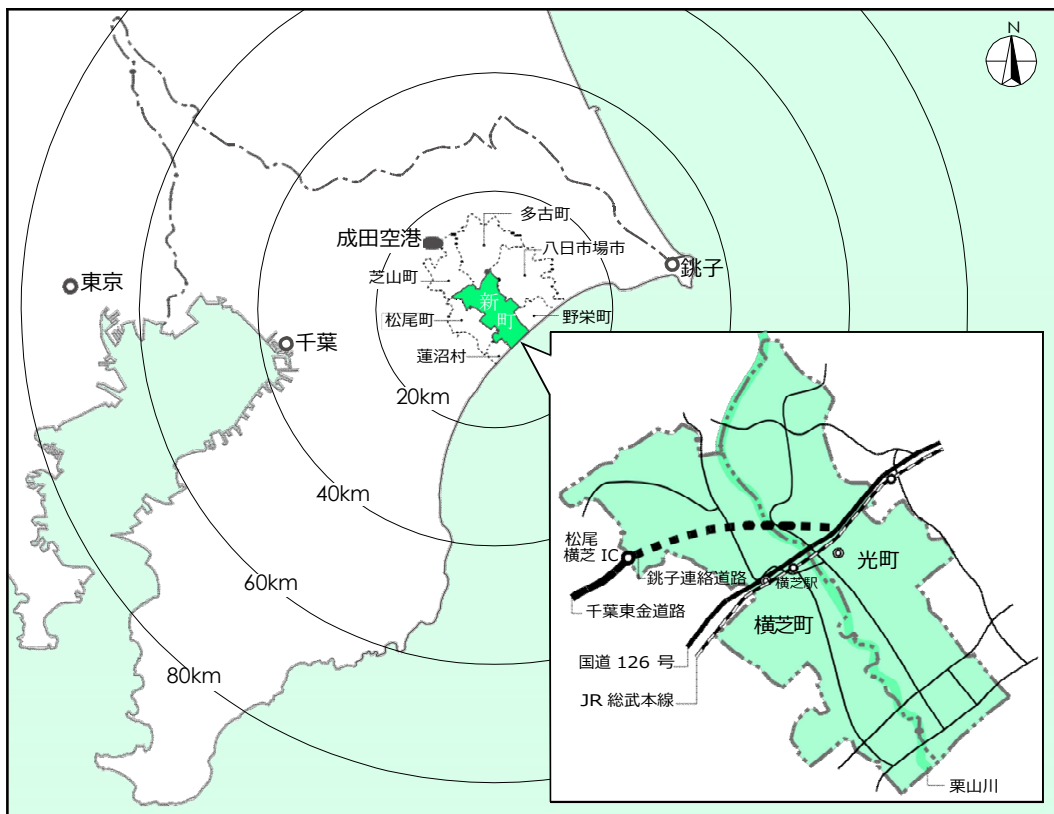 N
多古町
成田空港
八日市場市
銚子
東京
芝山町
新
町
松尾町
野栄町
千葉
蓮沼村
20km
40km
60km
80km
松尾
横芝 IC
銚子連絡道路
横芝駅
光町
千葉東金道路
横芝町
国道 126 号
JR 総武本線
栗山川